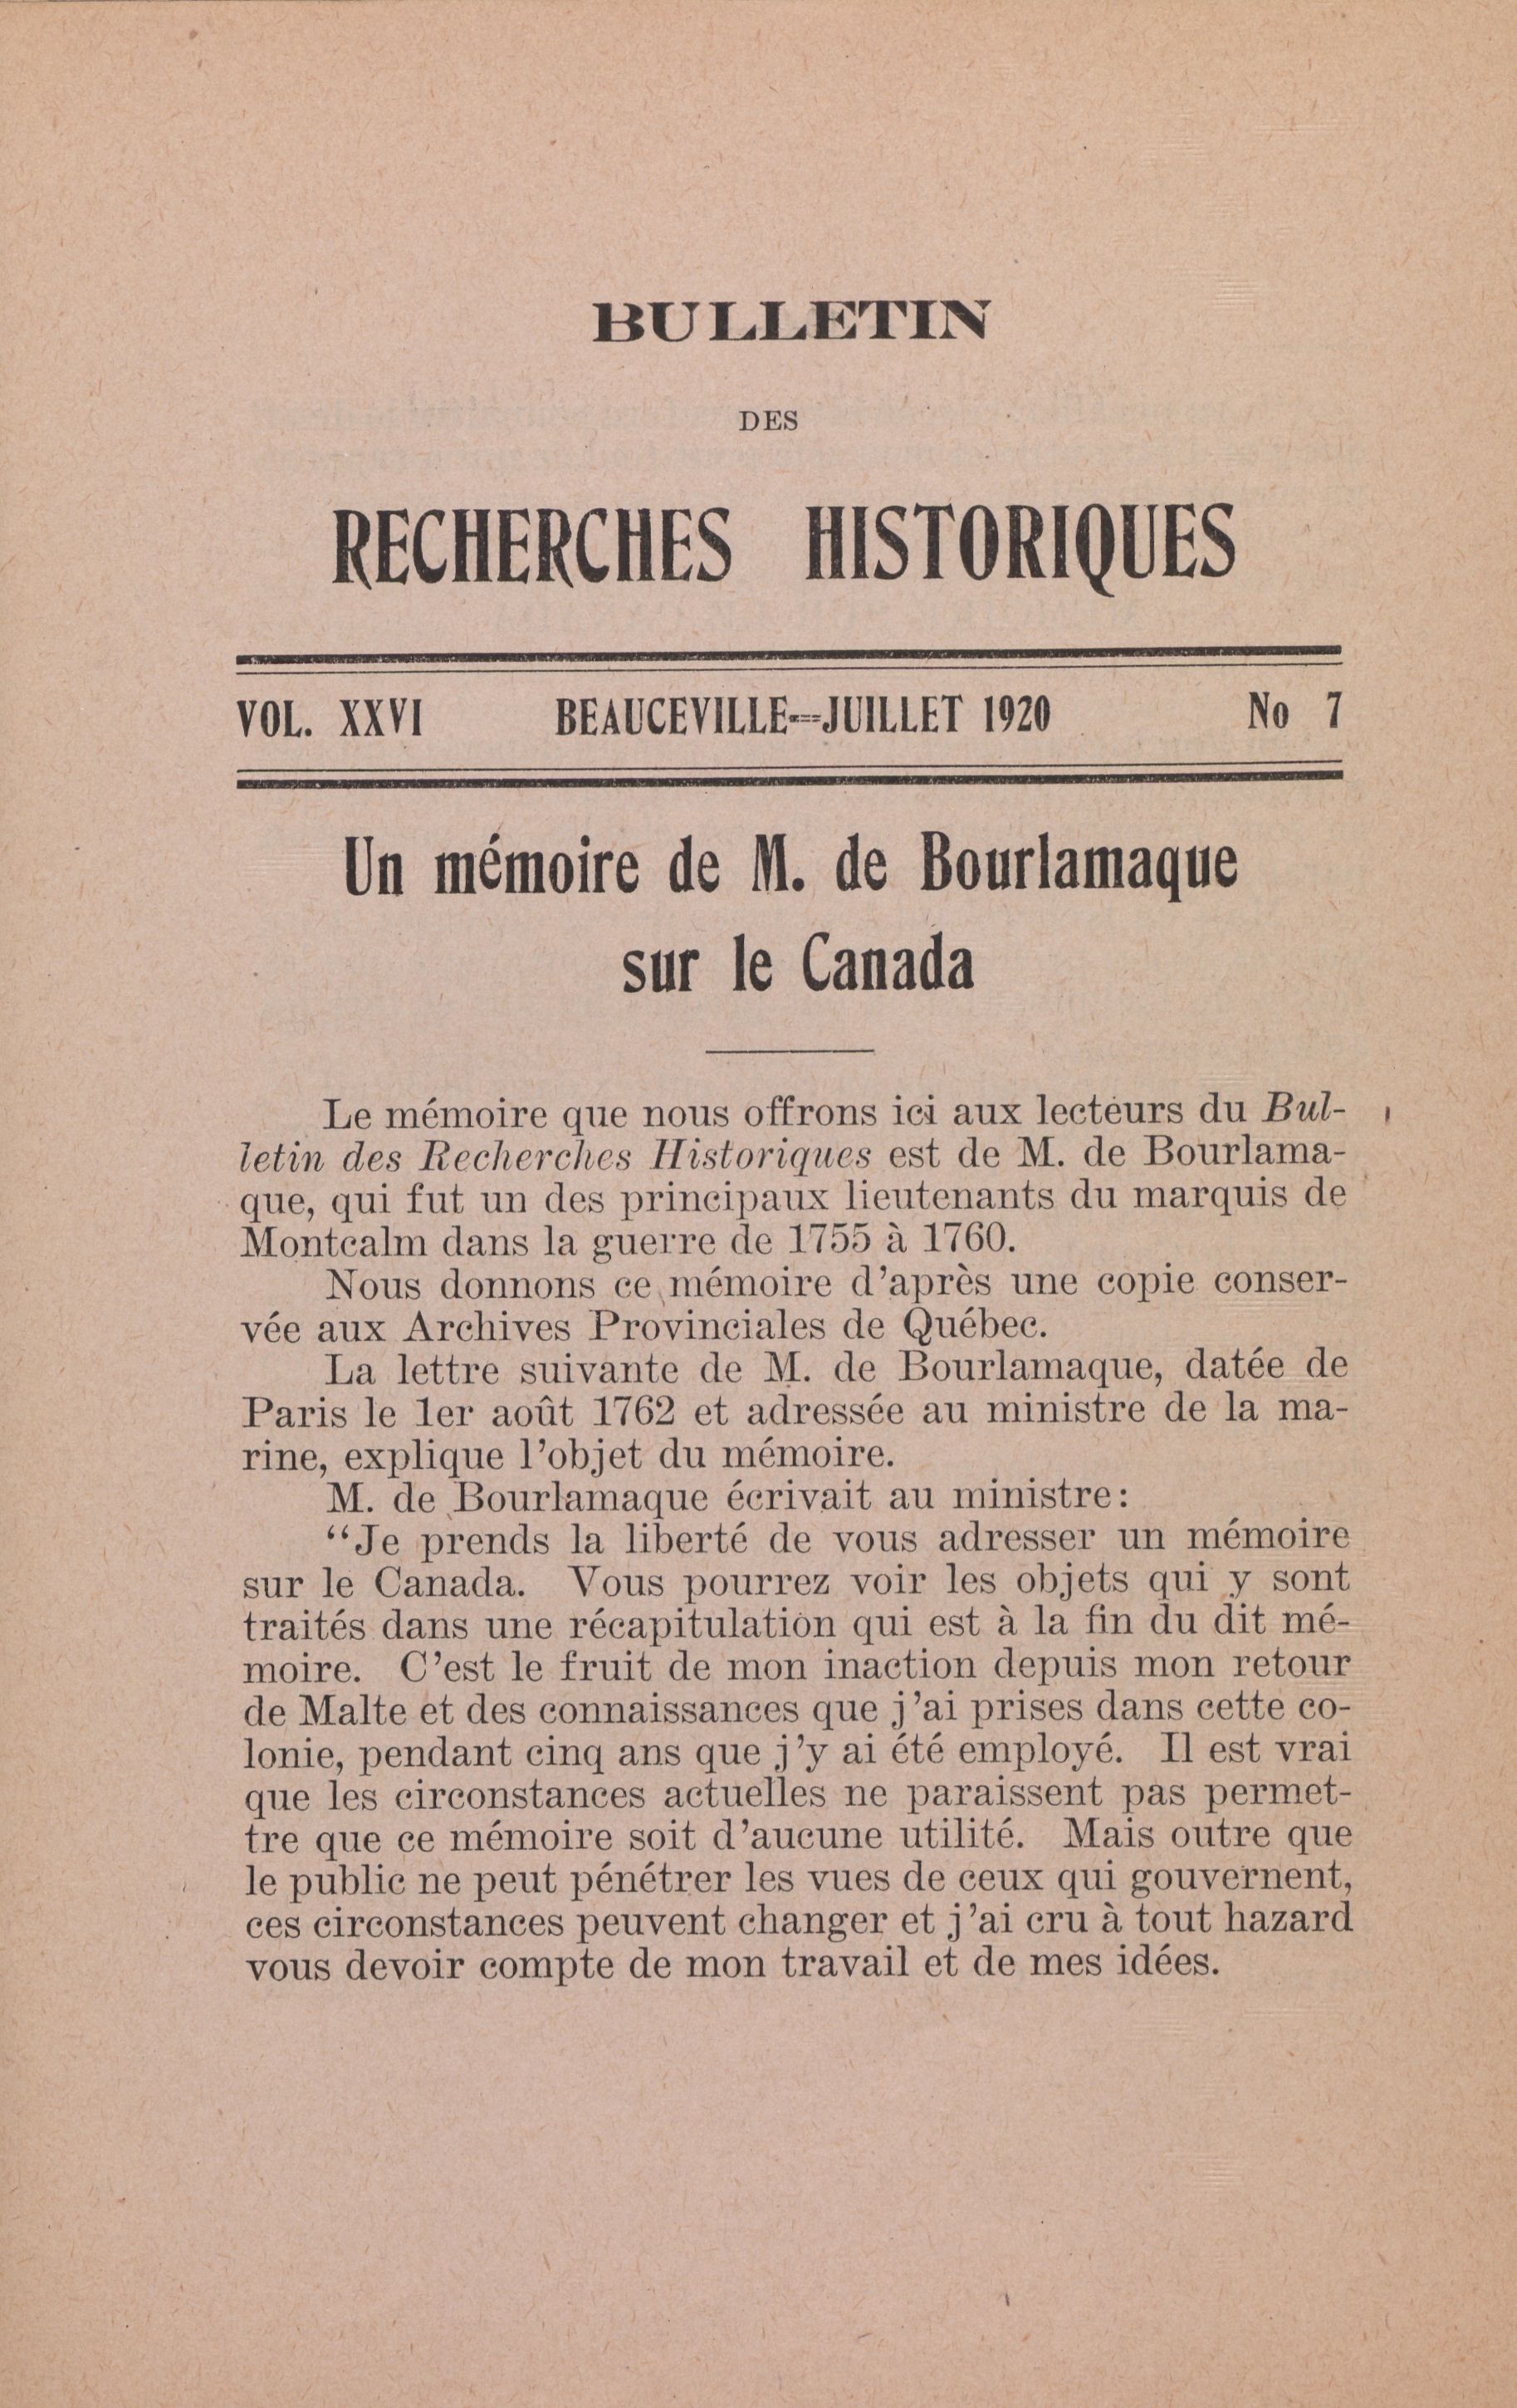 BULLETIN
DES
RECHERCHES HISTORIQUES
VOL. XXVI BEAUCEVILLE--JUILLET 1920 No 7
Un mémoire de M. de Bourlamaque
sur le Canada
Le mémoire que nous offrons ici aux lecteurs du Bul-
letin des Recherches Historiques est de M. de Bourlama-
que, qui fut un des principaux lieutenants du marquis de
Montcalm dans la guerre de 1755 à 1760.
Nous donnons ce mémoire d'après une copie conser-
vée aux Archives Provinciales de Québec.
La lettre suivante de M. de Bourlamaque, datée de
Paris le 1er août 1762 et adressée au ministre de la ma-
rine, explique l'objet du mémoire.
M. de Bourlamaque écrivait au ministre:
“Je prends la liberté de vous adresser un mémoire
sur le Canada. Vous pourrez voir les objets qui y sont
traités dans une récapitulation qui est à la fin du dit mé-
moire. C'est le fruit de mon inaction depuis mon retour
de Malte et des connaissances que j'ai prises dans cette co-
lonie, pendant cinq ans que j'y ai été employé. Il est vrai
que les circonstances actuelles ne paraissent pas permet-
tre que ce mémoire soit d'aucune utilité. Mais outre que
le public ne peut pénétrer les vues de ceux qui gouvernent,
ces circonstances peuvent changer et j'ai cru à tout hazard
vous devoir compte de mon travail et de mes idées.